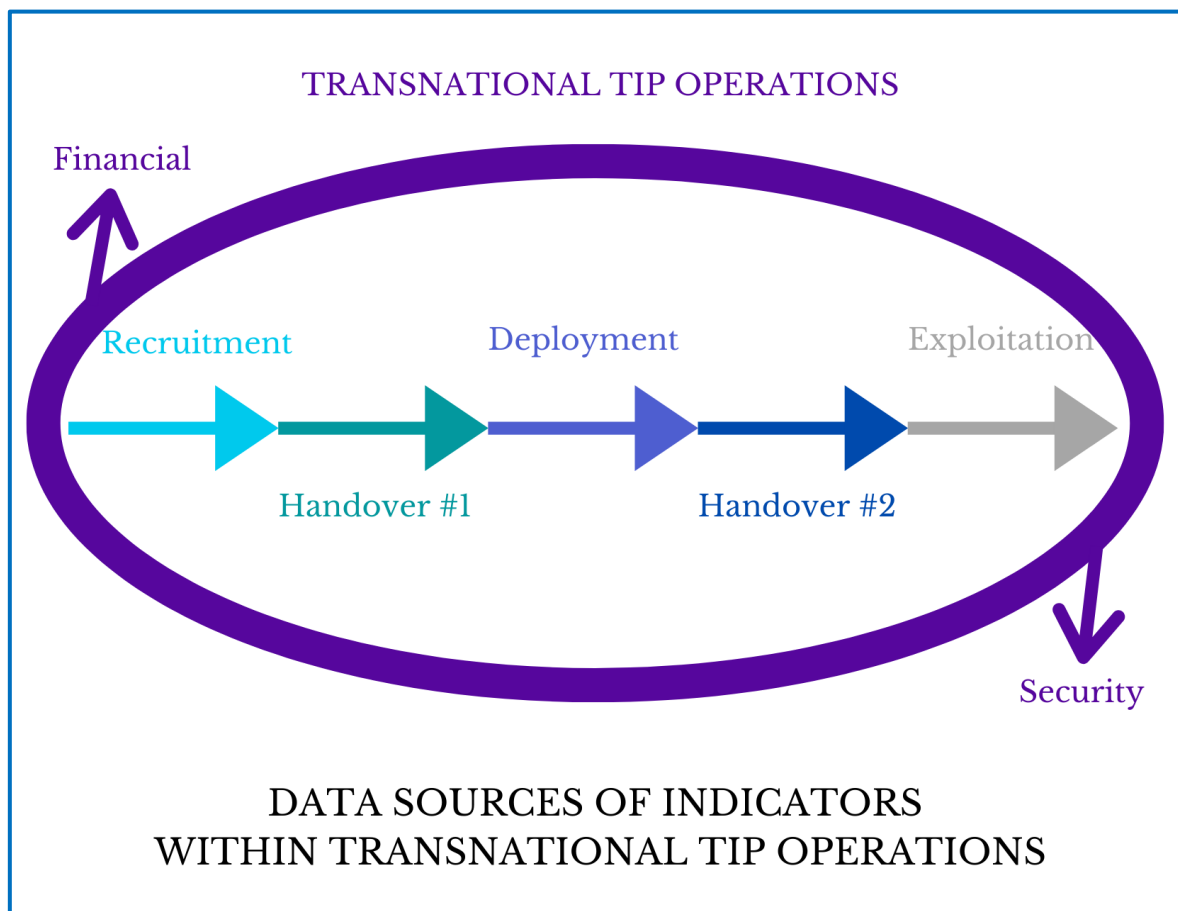 TRANSNATIONAL TIP OPERATIONS
Financial
Recruitment
Deployment
Exploitation
Handover #1
Handover #2
Security
DATA SOURCES OF INDICATORS
WITHIN TRANSNATIONAL TIP OPERATIONS